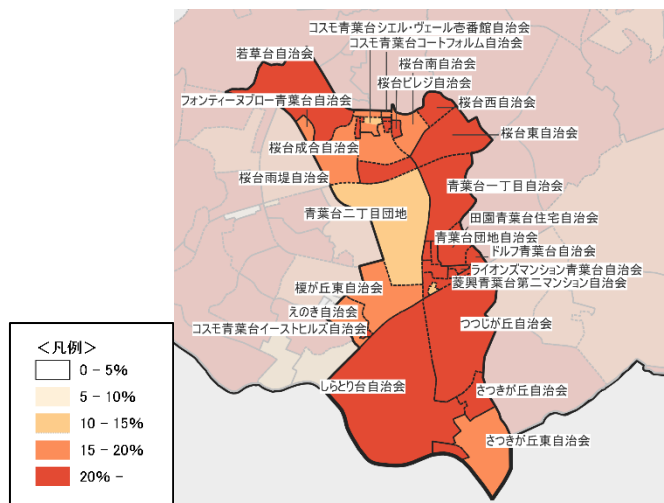 コスモ青葉台シエル・ヴェール壱番館自治会
コスモ青葉台コートフォルム自治会
若草台自治会
桜台南自治会
桜台ビレジ自治会
フォンティーヌブロー青葉台自治会
桜台西自治会
桜台東自治会
桜台成合自治会
桜台雨堤自治会
青葉台一丁目自治会
青葉台二丁目団地
田園青葉台住宅自治会
青葉台団地自治会
ドルフ青葉台自治会
ライオンズマンション青葉台自治会
菱興青葉台第二マンション自治会
榎が丘東自治会
えのき自治会
コスモ青葉台イーストヒルズ自治会
つつじが丘自治会
しらとり台自治会
さつきが丘自治会
さつきが丘東自治会
＜凡例＞
0 - 5%
5 - 10%
10 - 15%
15 - 20%
20% -